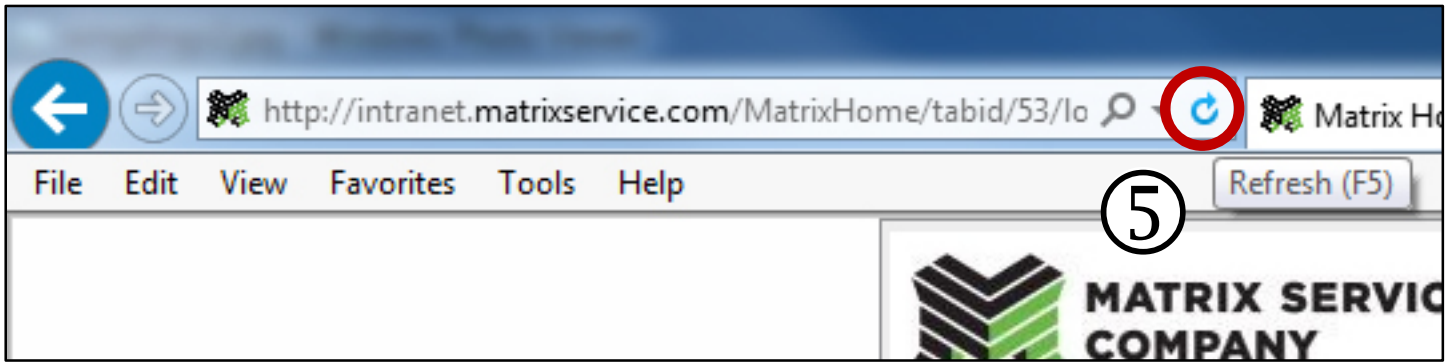 http://intranet.matrixservice.com/MatrixHome/tabid/53/lo
Matrix Ho
File Edit View Favorites Tools Help
Refresh (F5)
⑤
MATRIX SERVIC
COMPANY